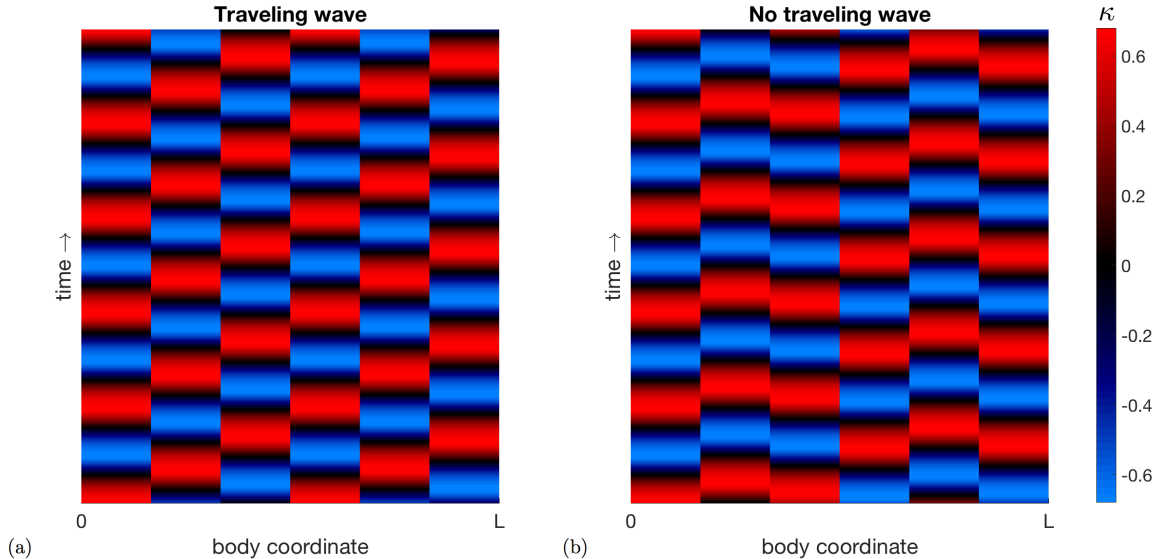 Traveling wave
No traveling wave
κ
0.6
0.4
0.2
0
-0.2
-0.4
-0.6
time →
time →
0
L
0
L
(a)
body coordinate
(b)
body coordinate